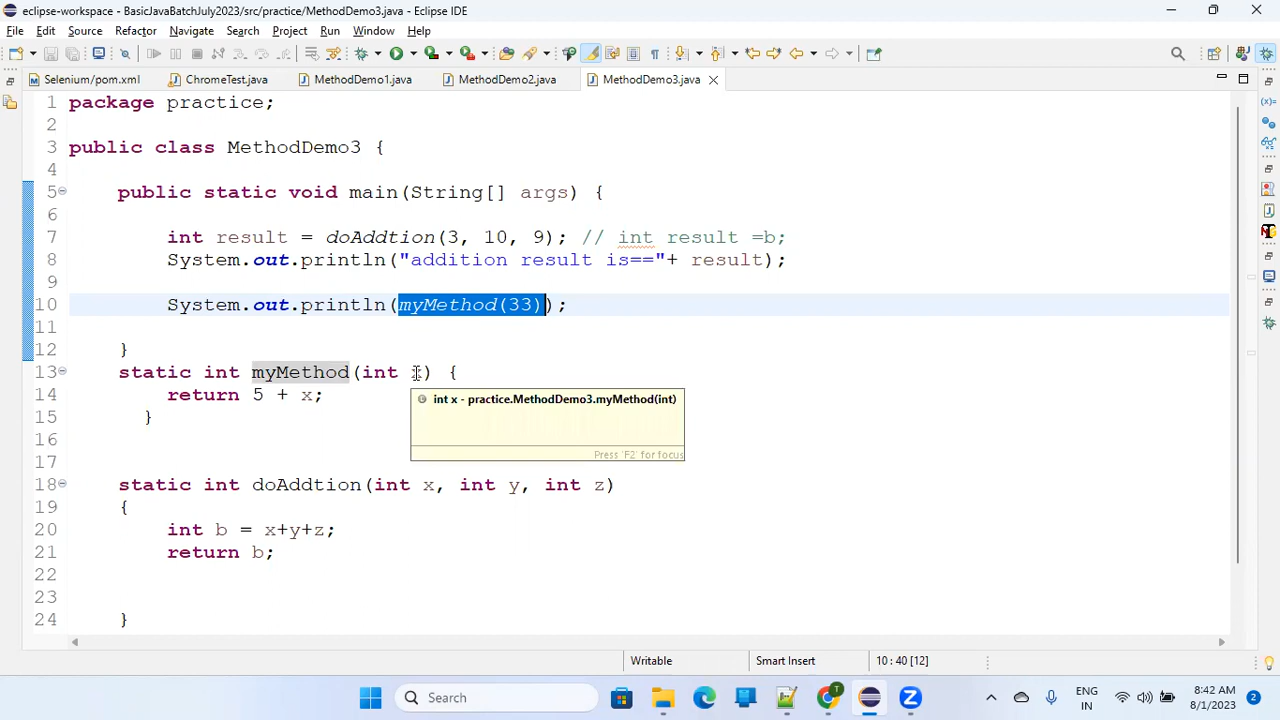 eclipse-workspace - BasicJavaBatchJuly2023/src/practice/MethodDemo3.java - Eclipse IDE
File Edit Source Refactor Navigate Search Project Run Window Help
Selenium/pom.xml ChromeTest.java MethodDemo1.java MethodDemo2.java MethodDemo3.java
1 package practice;
2
3 public class MethodDemo3 {
4
5 public static void main(String[] args) {
6
7 int result = doAddtion(3, 10, 9); // int result =b;
8 System.out.println("addition result is=="+ result);
9
10 System.out.println(myMethod(33));
11
12 }
13 static int myMethod(int ) {
14 return 5 + x;
15 }
int x - practice.MethodDemo3.myMethod(int)
16
Press 'F2' for focus
17
18 static int doAddtion(int x, int y, int z)
19 {
20 int b = x+y+z;
21 return b;
22
23
24 }
Writable Smart Insert 10 : 40 [12]
Search
ENG
IN
8:42 AM
8/1/2023
2